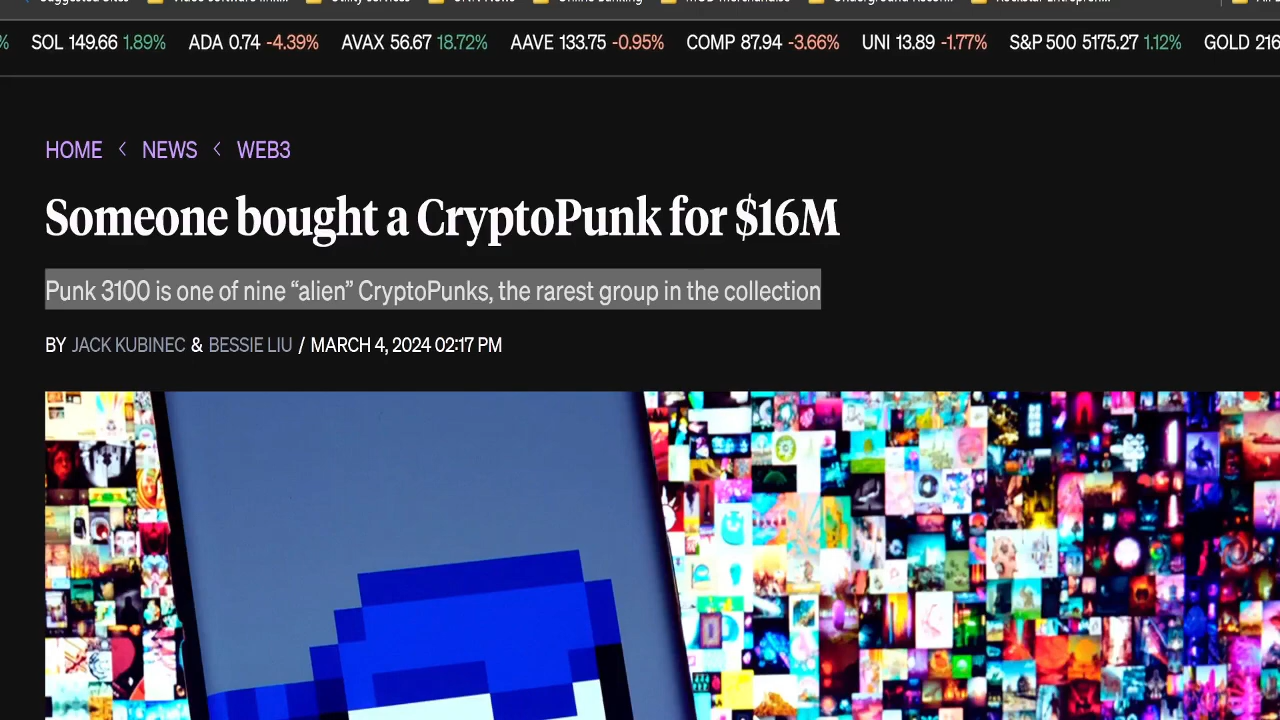 % SOL 149.66 1.89% ADA 0.74 -4.39% AVAX 56.67 18.72% AAVE 133.75 -0.95% COMP 87.94 -3.66% UNI 13.89 -1.77% S&P 500 5175.27 1.12% GOLD 216
HOME < NEWS < WEB3
Someone bought a CryptoPunk for $16M
Punk 3100 is one of nine “alien” CryptoPunks, the rarest group in the collection
BY JACK KUBINEC & BESSIE LIU / MARCH 4, 2024 02:17 PM